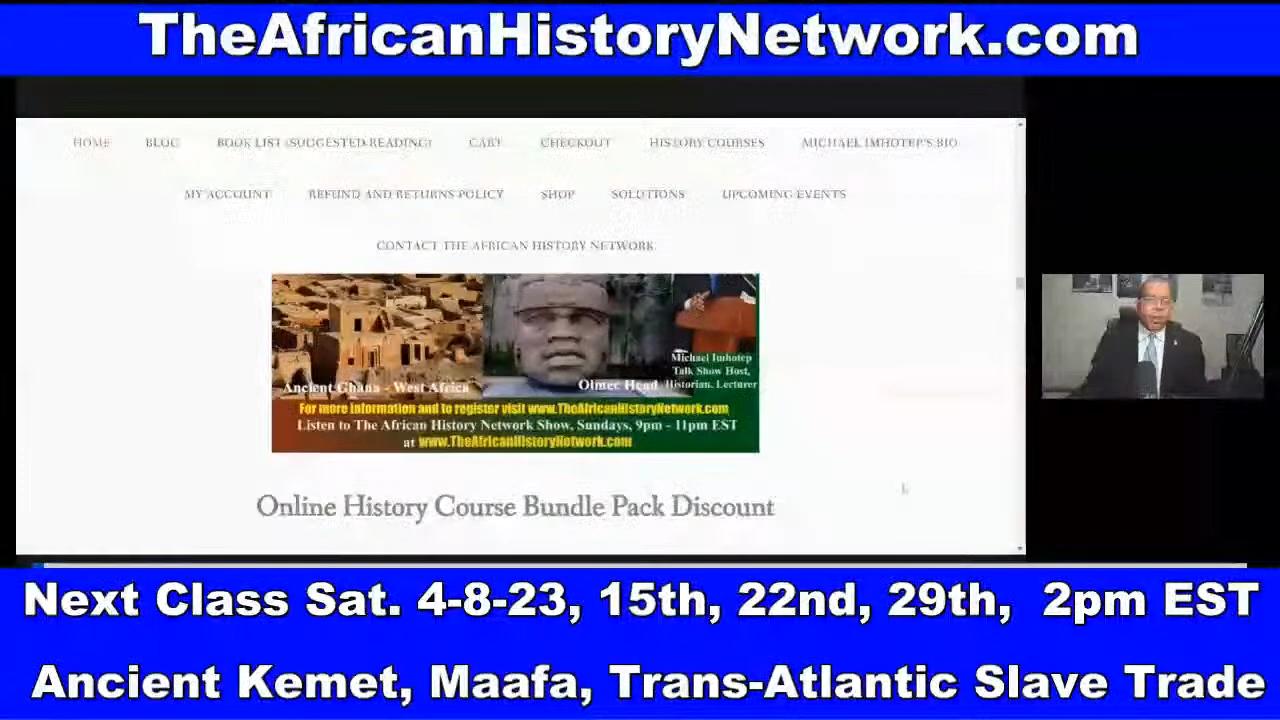 TheAfricanHistoryNetwork.com
HOME BLOG BOOK LIST (SUGGESTED READING) CART CHECKOUT HISTORY COURSES MICHAEL IMHOTEP'S BIO
MY ACCOUNT REFUND AND RETURNS POLICY SHOP SOLUTIONS UPCOMING EVENTS
CONTACT THE AFRICAN HISTORY NETWORK
Michael Imhotep
Talk Show Host,
Ancient Ghana - West Africa Olmec Head Historian, Lecturer
For more information and to register visit www.TheAfricanHistoryNetwork.com
Listen to The African History Network Show, Sundays, 9pm - 11pm EST
at www.TheAfricanHistoryNetwork.com
Online History Course Bundle Pack Discount
Next Class Sat. 4-8-23, 15th, 22nd, 29th, 2pm EST
Ancient Kemet, Maafa, Trans-Atlantic Slave Trade